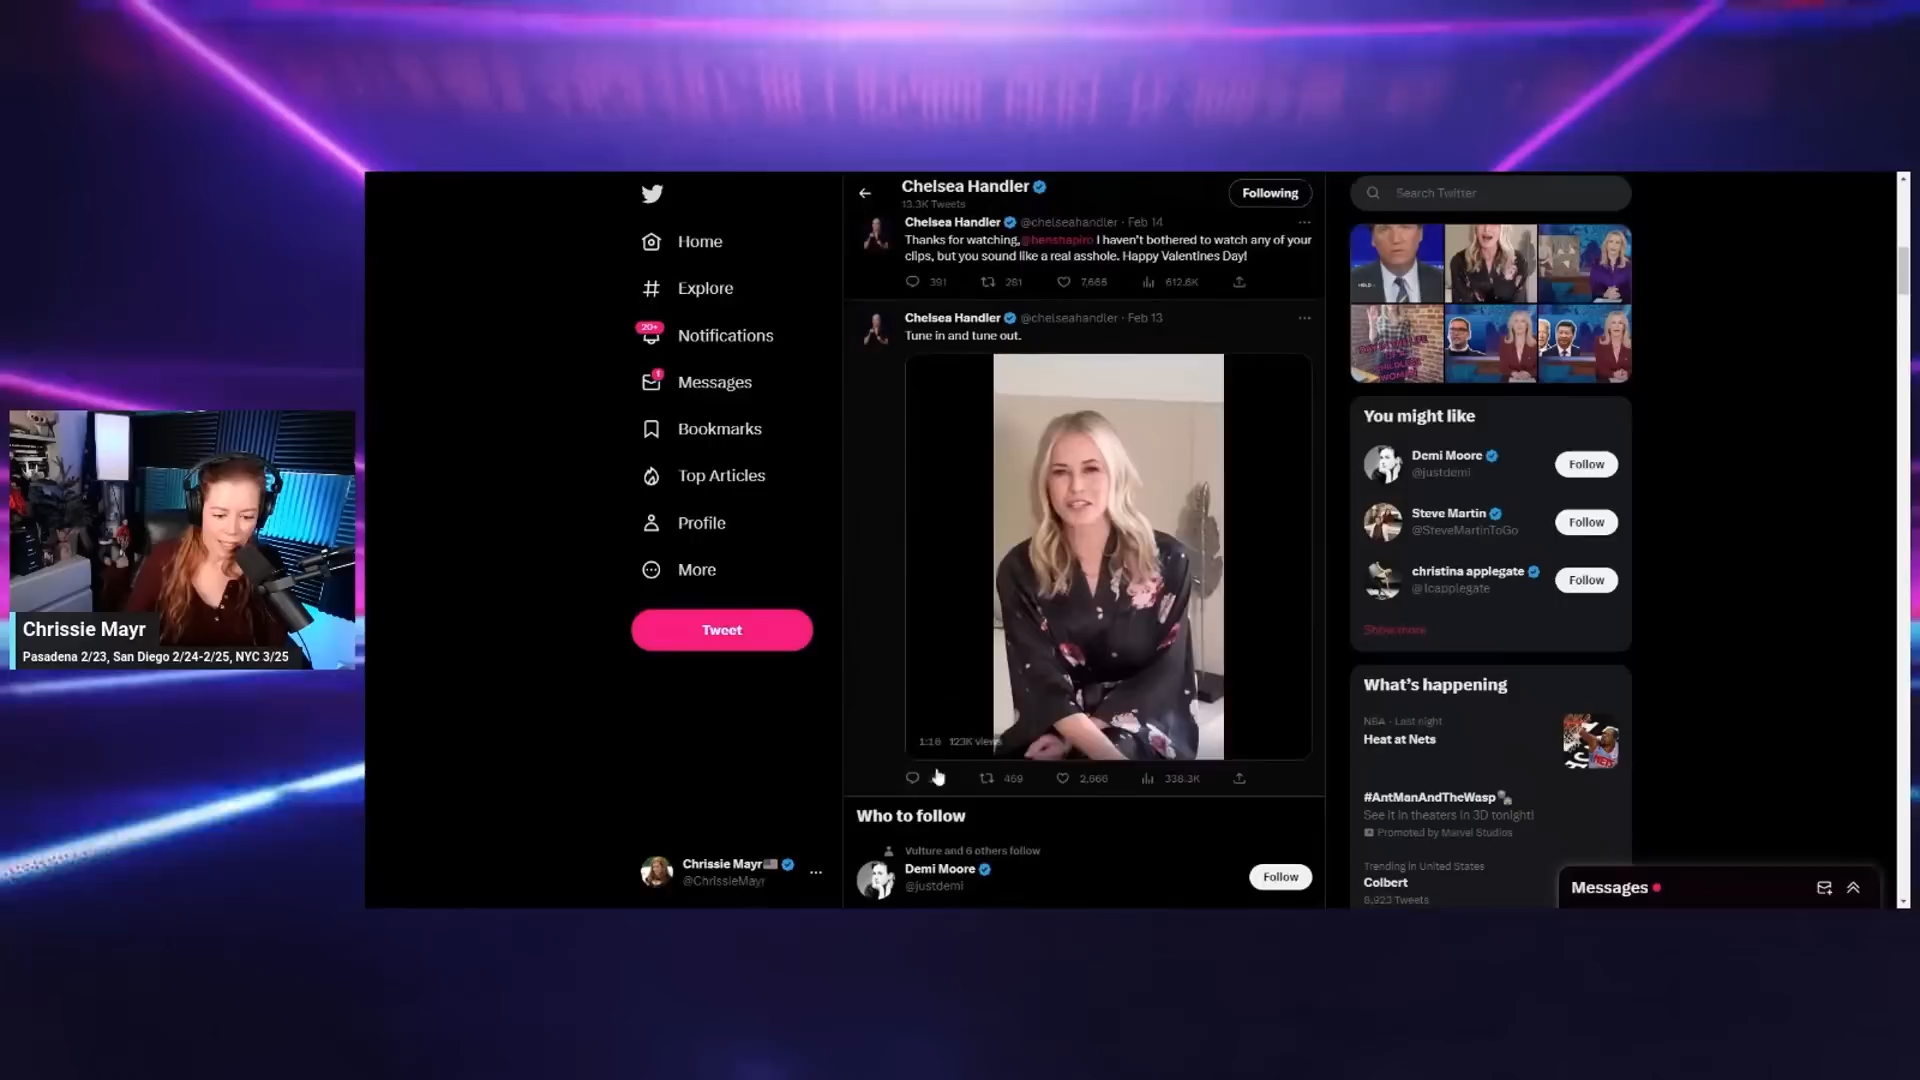 Chelsea Handler
13.3K Tweets
Following
Search Twitter
Home
Explore
20+
Notifications
1
Messages
Bookmarks
Top Articles
Profile
More
Tweet
Chrissie Mayr
@ChrissieMayr
Chelsea Handler @chelseahandler · Feb 14
Thanks for watching, @benshapiro I haven't bothered to watch any of your
clips, but you sound like a real asshole. Happy Valentines Day!
391 281 7,666 612.6K
Chelsea Handler @chelseahandler · Feb 13
Tune in and tune out.
1:16 123K views
469 2,666 336.3K
Who to follow
Vulture and 6 others follow
Demi Moore
@justdemi
Follow
CHILDLESS
You might like
Demi Moore
@justdemi
Follow
Steve Martin
@SteveMartinToGo
Follow
christina applegate
@1capplegate
Follow
Show more
What's happening
NBA · Last night
Heat at Nets
#AntManAndTheWasp
See it in theaters in 3D tonight!
Promoted by Marvel Studios
Trending in United States
Colbert
8,923 Tweets
Messages
Chrissie Mayr
Pasadena 2/23, San Diego 2/24-2/25, NYC 3/25